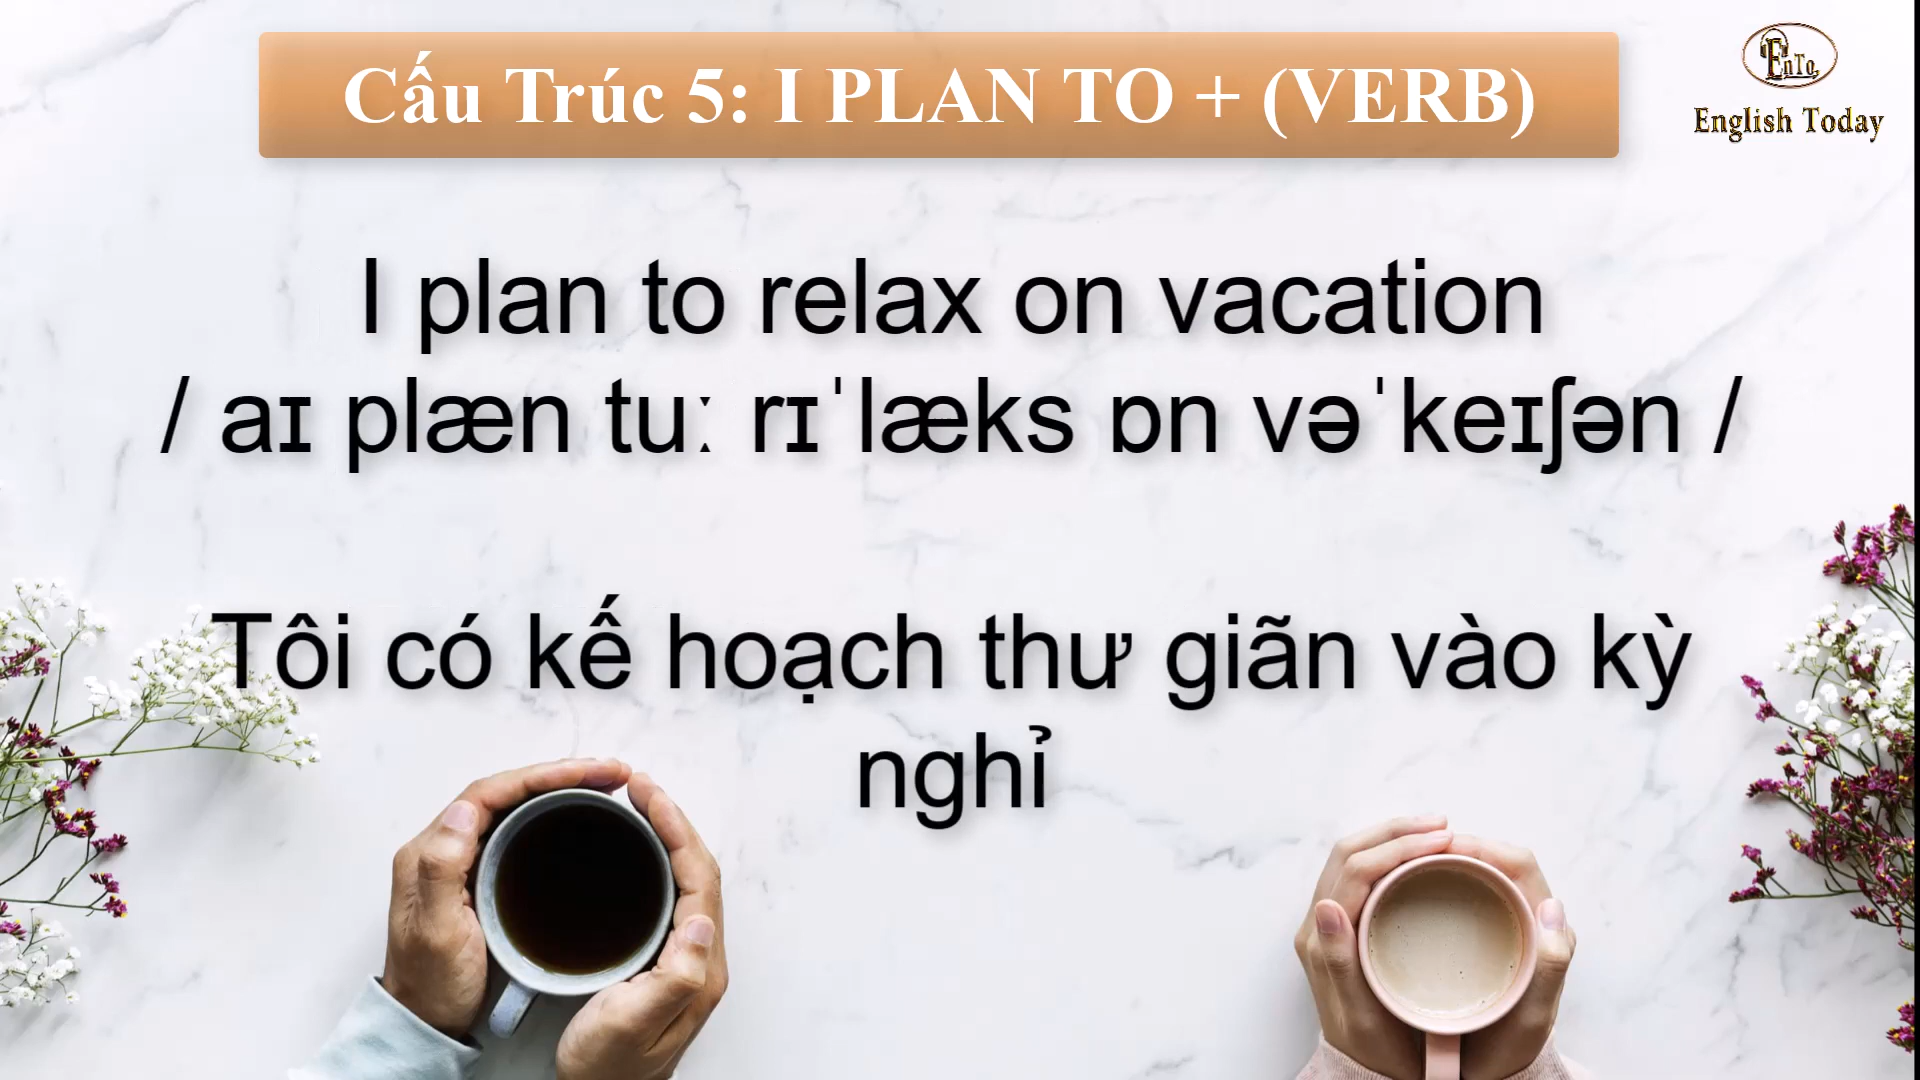 Cấu Trúc 5: I PLAN TO + (VERB)
EnTo
English Today
I plan to relax on vacation
/ aɪ plæn tuː rɪˈlæks ɒn vəˈkeɪʃən /
Tôi có kế hoạch thư giãn vào kỳ
nghỉ